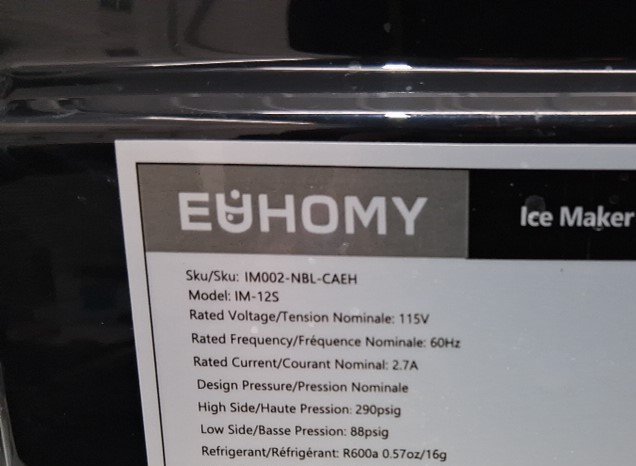 EUHOMY
Ice Maker
Sku/Sku: IM002-NBL-CAEH
Model: IM-12S
Rated Voltage/Tension Nominale: 115V
Rated Frequency/Fréquence Nominale: 60Hz
Rated Current/Courant Nominal: 2.7A
Design Pressure/Pression Nominale
High Side/Haute Pression: 290psig
Low Side/Basse Pression: 88psig
Refrigerant/Réfrigérant: R600a 0.57oz/16g